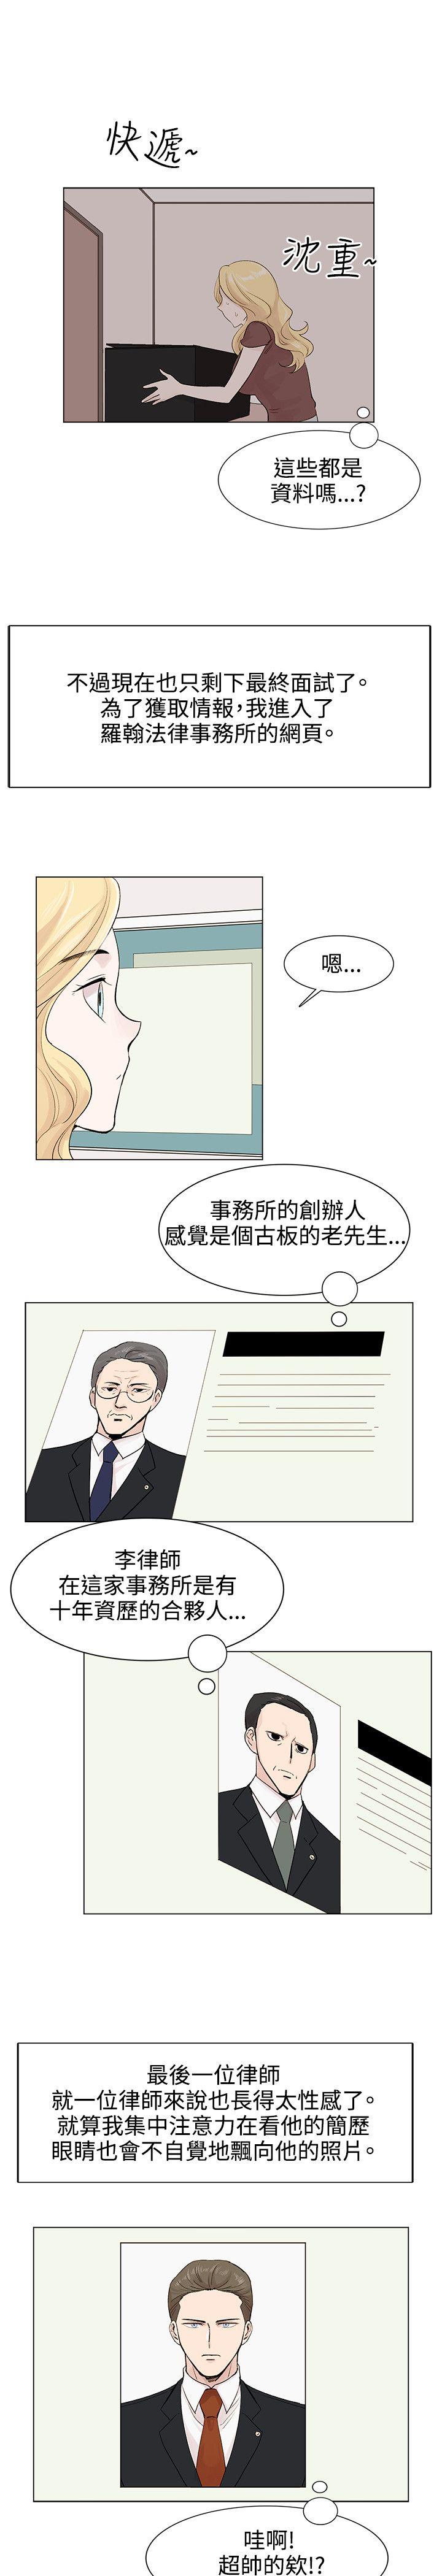 快遞~
沈重~
這些都是
資料嗎...?
不過現在也只剩下最終面試了。
為了獲取情報，我進入了
羅翰法律事務所的網頁。
嗯...
事務所的創辦人
感覺是個古板的老先生...
李律師
在這家事務所是有
十年資歷的合夥人...
最後一位律師
就一位律師來說也長得太性感了。
就算我集中注意力在看他的簡歷
眼睛也會不自覺地飄向他的照片。
哇啊!
超帥的欸!?